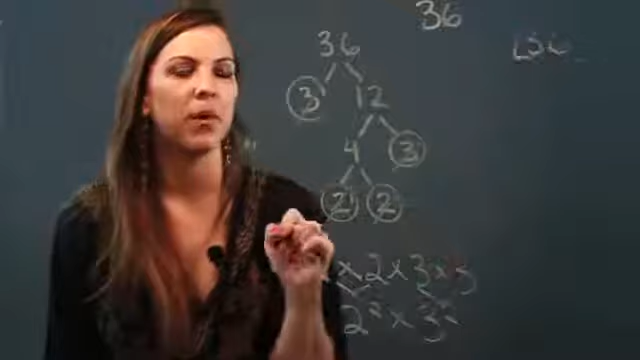 36
36
3 12
4 3
2 2
x 2 x 3 x 3
2² x 3²